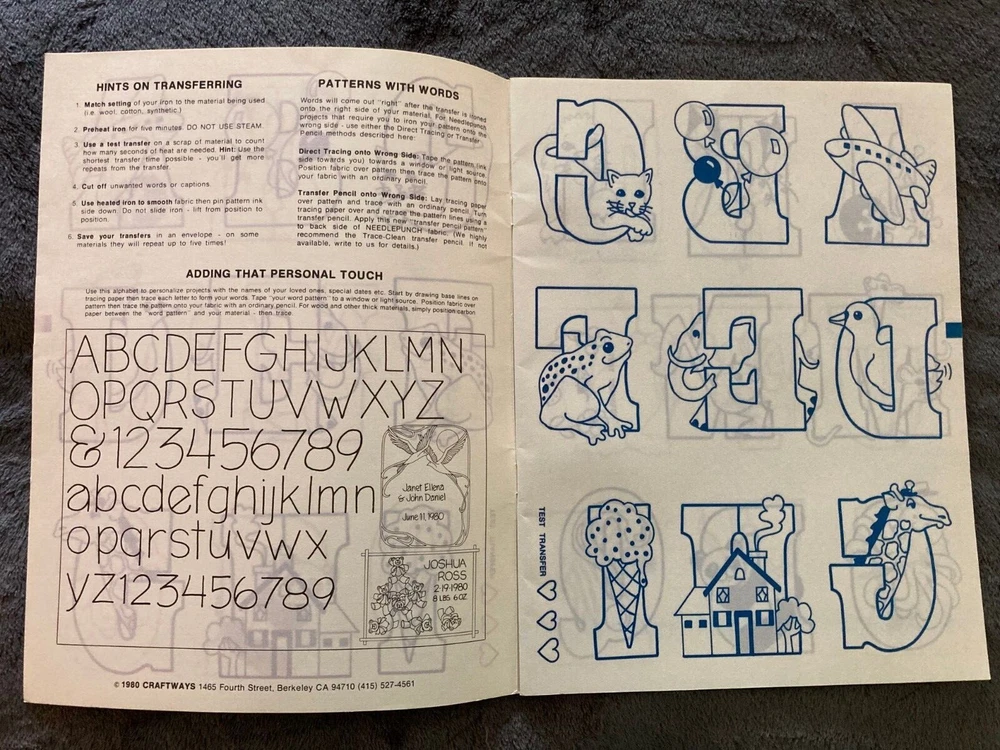 HINTS ON TRANSFERRING
1. Match setting of your iron to the material being used
(i.e. wool, cotton, synthetic.)
2. Preheat iron for five minutes. DO NOT USE STEAM.
3. Use a test transfer on a scrap of material to count
how many seconds of heat are needed. Hint: Use the
shortest transfer time possible - you'll get more
repeats from the transfer.
4. Cut off unwanted words or captions.
5. Use heated iron to smooth fabric then pin pattern ink
side down. Do not slide iron - lift from position to
position.
6. Save your transfers in an envelope - on some
materials they will repeat up to five times!
PATTERNS WITH WORDS
Words will come out "right" after the transfer is ironed
onto the right side of your material. For Needlepunch
projects that require you to iron your pattern onto the
wrong side - use either the Direct Tracing or Transfer
Pencil methods described here:
Direct Tracing onto Wrong Side: Tape the pattern (ink
side towards you) towards a window or light source.
Position fabric over pattern then trace the pattern onto
your fabric with an ordinary pencil.
Transfer Pencil onto Wrong Side: Lay tracing paper
over pattern and trace with an ordinary pencil. Turn
tracing paper over and retrace the pattern lines using a
transfer pencil. Apply this new "transfer pencil pattern"
to back side of NEEDLEPUNCH fabric. (We highly
recommend the Trace-Clean transfer pencil. If not
available, write to us for details.)
ADDING THAT PERSONAL TOUCH
Use this alphabet to personalize projects with the names of your loved ones, special dates etc. Start by drawing base lines on
tracing paper then trace each letter to form your words. Tape "your word pattern" to a window or light source. Position fabric over
pattern then trace the pattern onto your fabric with an ordinary pencil. For wood and other thick materials, simply position carbon
paper between the "word pattern" and your material - then trace.
ABCDEFGHIJKLMN
OPQRSTUVWXYZ
&123456789
abcdefghijklmn
opqrstuvwx
yz123456789
Janet Ellena
& John Daniel
June 11, 1980
JOSHUA
ROSS
2-19-1980
8 LBS. 6 OZ.
© 1980 CRAFTWAYS 1465 Fourth Street, Berkeley CA 94710 (415) 527-4561
C B A
F E D
I H G
TEST TRANSFER